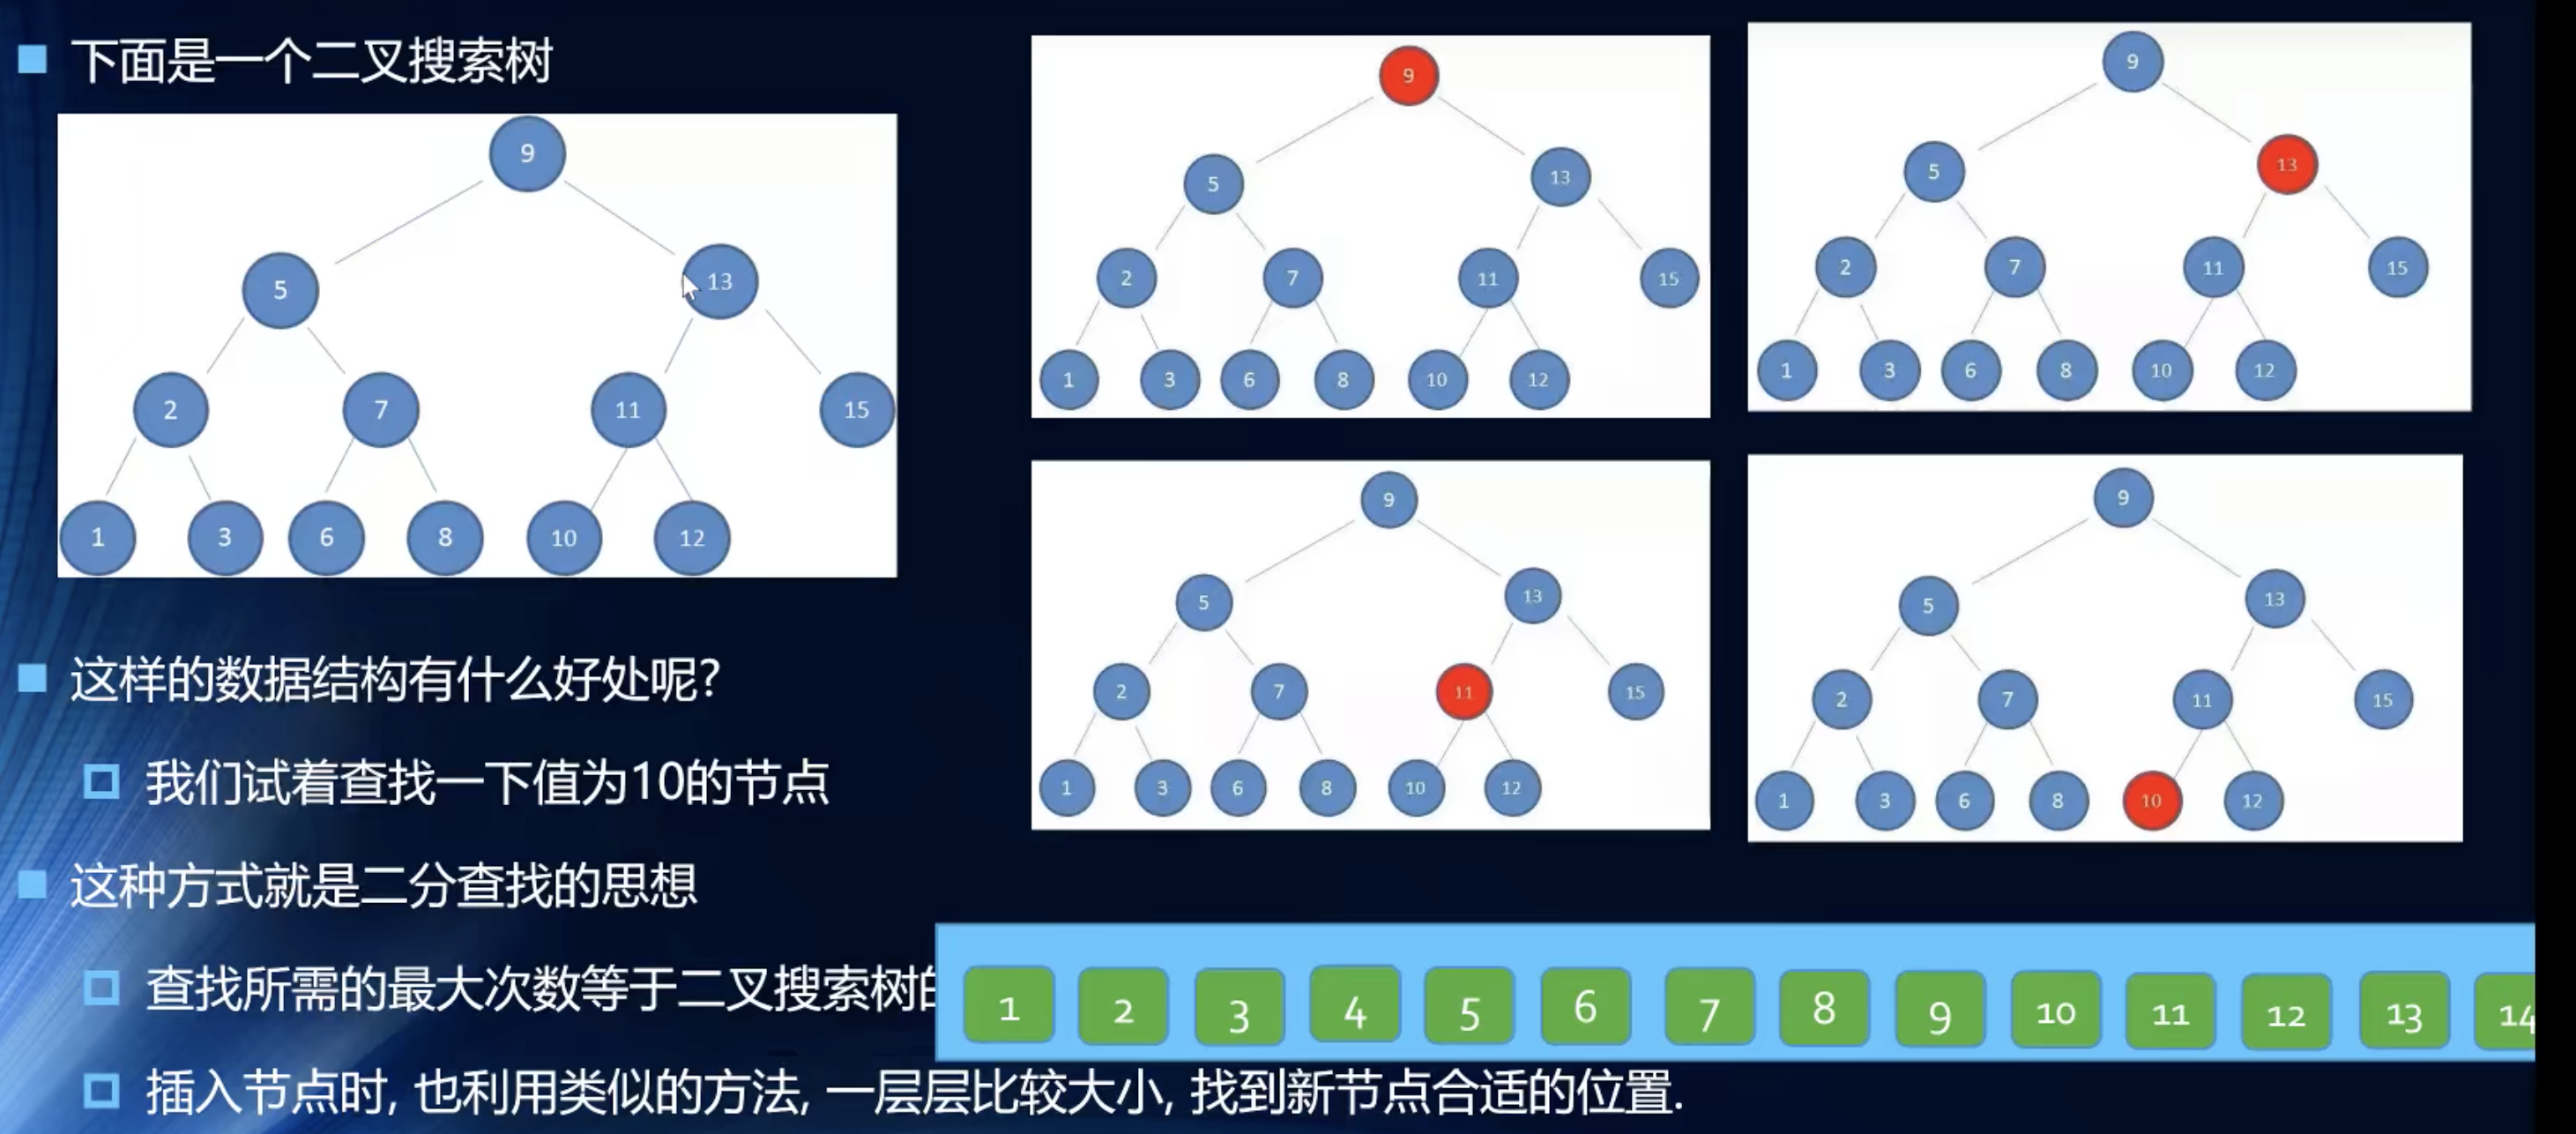 下面是一个二叉搜索树
9
5 13
2 7 11 15
1 3 6 8 10 12
9
5 13
2 7 11 15
1 3 6 8 10 12
9
5 13
2 7 11 15
1 3 6 8 10 12
9
5 13
2 7 11 15
1 3 6 8 10 12
9
5 13
2 7 11 15
1 3 6 8 10 12
这样的数据结构有什么好处呢?
我们试着查找一下值为10的节点
这种方式就是二分查找的思想
查找所需的最大次数等于二叉搜索树
1 2 3 4 5 6 7 8 9 10 11 12 13 14
插入节点时, 也利用类似的方法, 一层层比较大小, 找到新节点合适的位置.